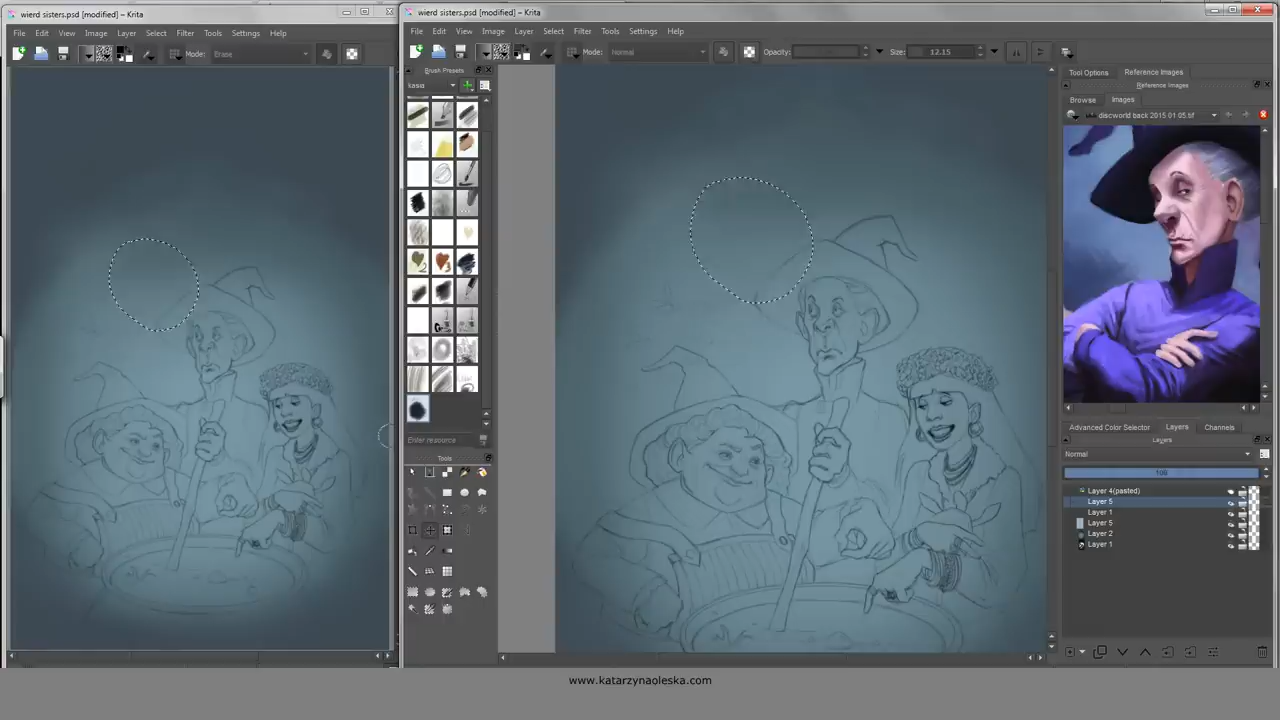 wierd sisters.psd [modified] - Krita
File Edit View Image Layer Select Filter Tools Settings Help
Mode: Erase
wierd sisters.psd [modified] - Krita
File Edit View Image Layer Select Filter Tools Settings Help
Mode: Normal Opacity: Size: 12.15
Brush Presets
kasia
Enter resource
Tools
Tool Options Reference Images
Reference Images
Browse Images
discworld back 2015 01 05.tif
Advanced Color Selector Layers Channels
Layers
Normal
Layer 4(pasted)
Layer 5
Layer 1
Layer 5
Layer 2
Layer 1
www.katarzynaoleska.com